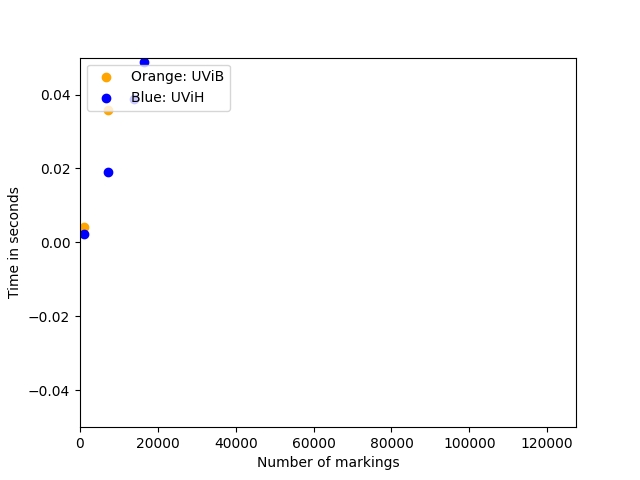 Orange: UViB
Blue: UViH
0.04
0.02
0.00
−0.02
−0.04
Time in seconds
0 20000 40000 60000 80000 100000 120000
Number of markings